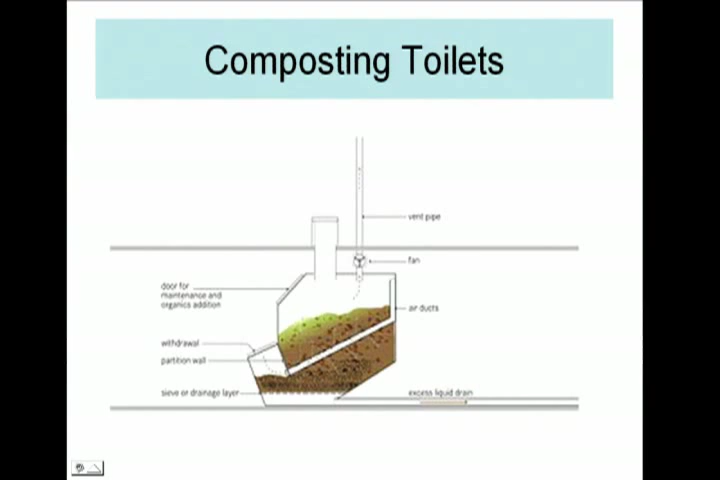 Composting Toilets
vent pipe
fan
door for
maintenance and
organics addition
air ducts
withdrawal
partition wall
sieve or drainage layer
excess liquid drain